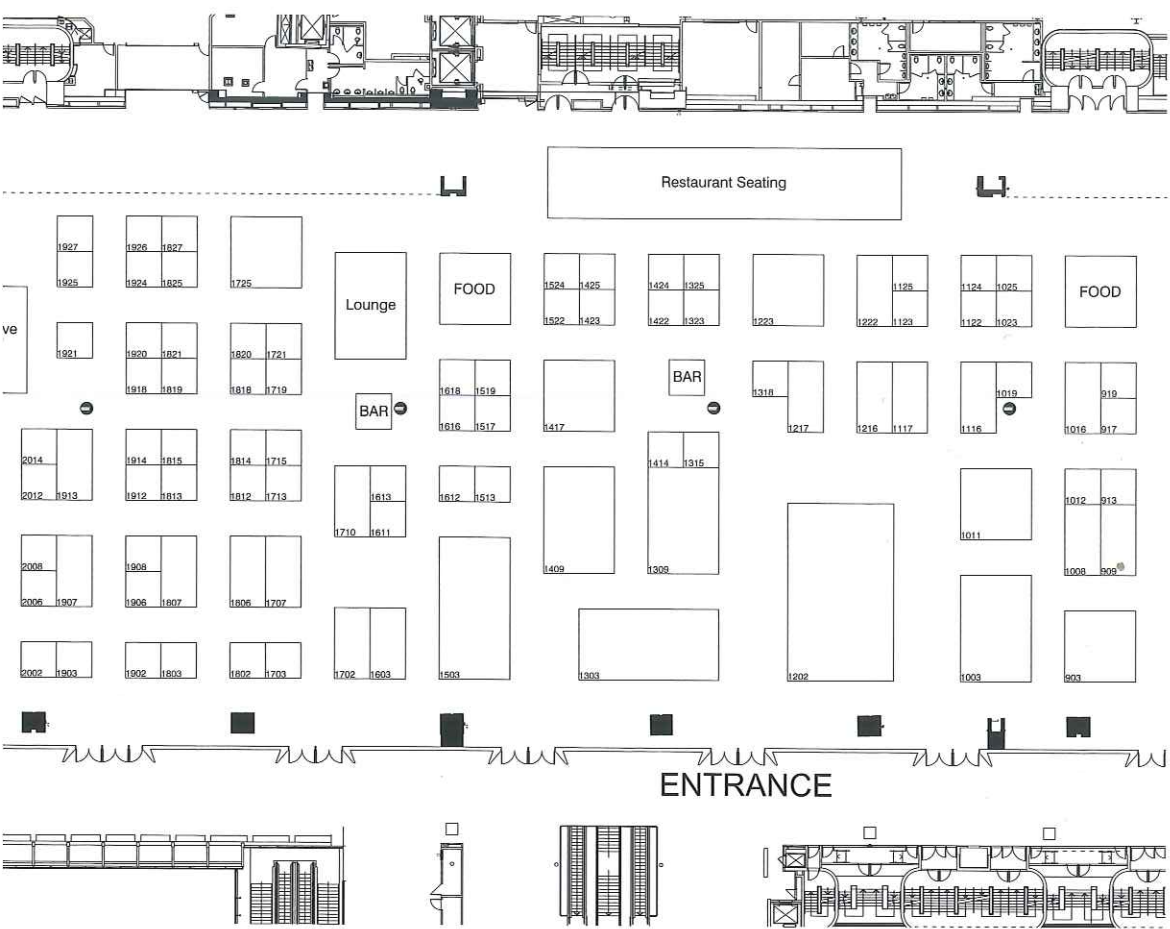 Restaurant Seating
1927 1926 1827
1925 1924 1825 1725
Lounge
FOOD
1524 1425 1424 1325 1125 1124 1025
FOOD
1522 1423 1422 1323 1223 1222 1123 1122 1023
ve
1921 1920 1821 1820 1721
1918 1819 1818 1719
BAR
1618 1519 1318 1019 919
BAR
1616 1517 1417 1217 1216 1117 1116 1016 917
2014 1914 1815 1814 1715 1414 1315
2012 1913 1912 1813 1812 1713 1613 1612 1513 1012 913
1710 1611 1011
2008 1908 1409 1309 1008 909
2006 1907 1906 1807 1806 1707
2002 1903 1902 1803 1802 1703 1702 1603 1503 1303 1202 1003 903
ENTRANCE